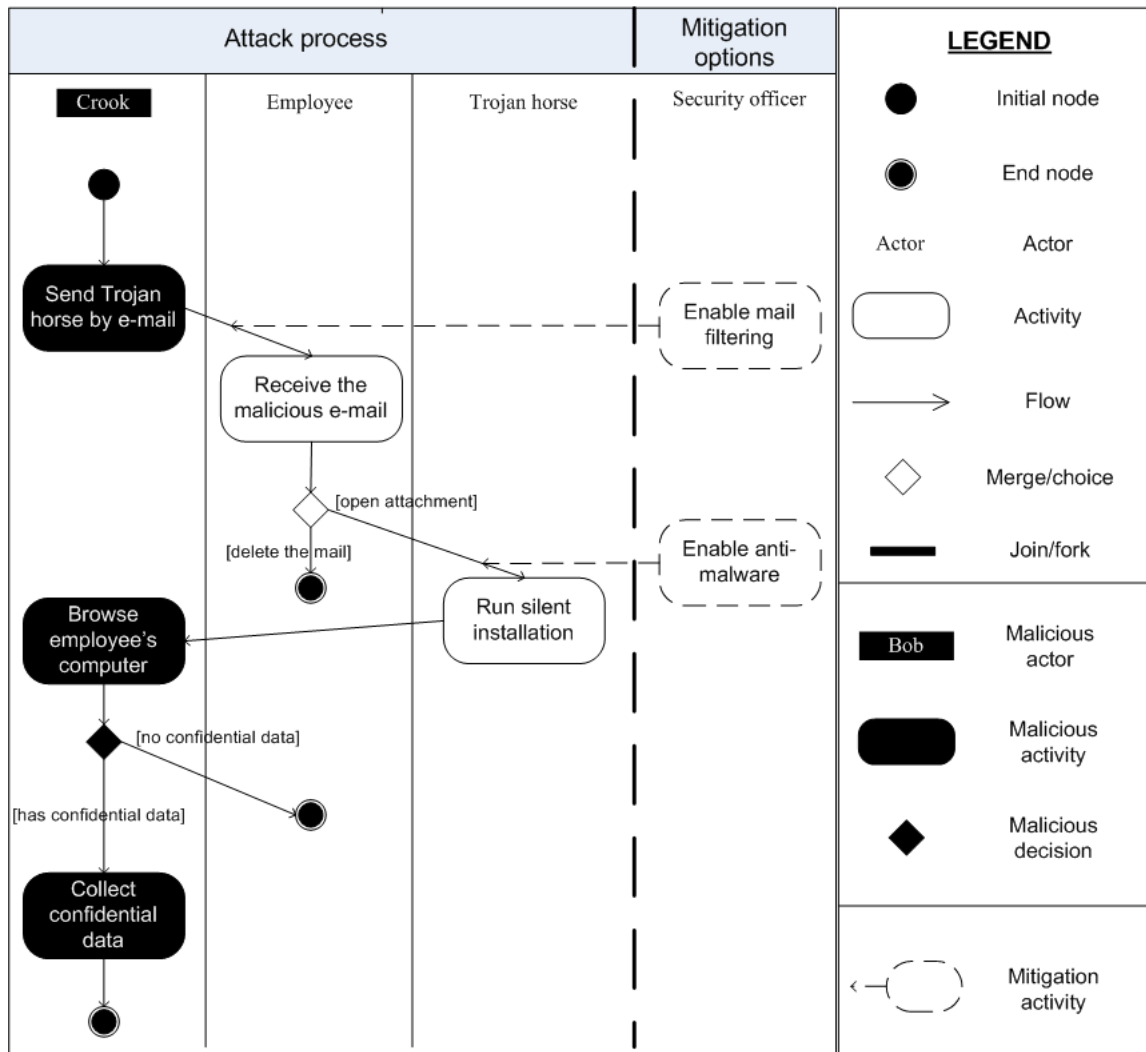 Attack process
Mitigation
options
Crook
Employee
Trojan horse
Security officer
Send Trojan
horse by e-mail
Enable mail
filtering
Receive the
malicious e-mail
[open attachment]
[delete the mail]
Enable anti-
malware
Run silent
installation
Browse
employee's
computer
[no confidential data]
[has confidential data]
Collect
confidential
data
LEGEND
Initial node
End node
Actor
Actor
Activity
Flow
Merge/choice
Join/fork
Bob
Malicious
actor
Malicious
activity
Malicious
decision
Mitigation
activity